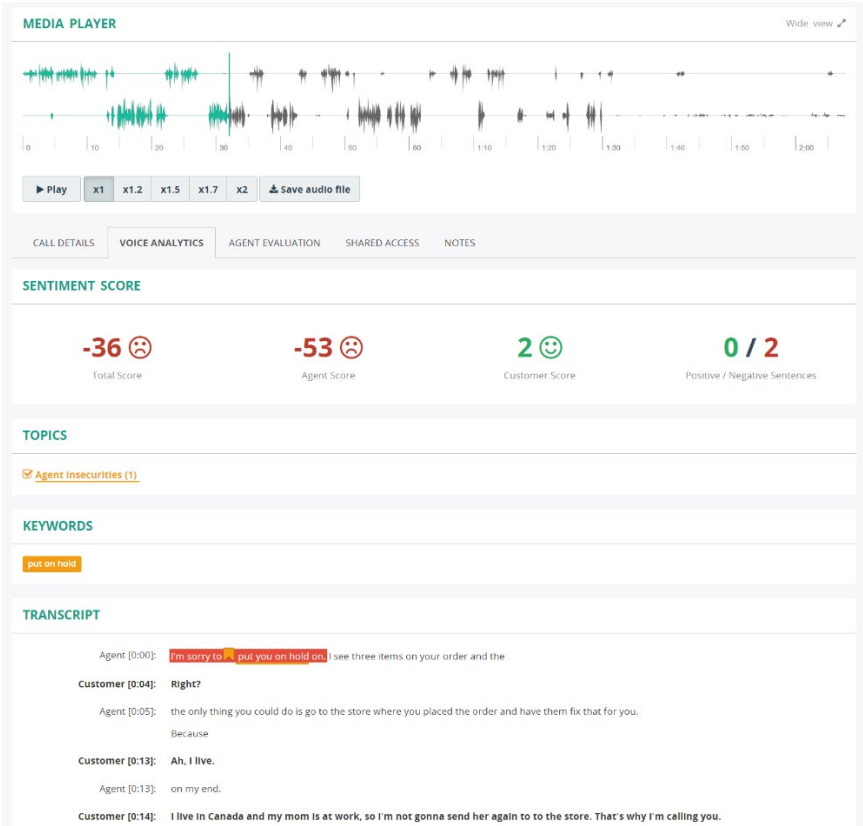 MEDIA PLAYER
Wide view
0 10 20 30 40 50 60 1:10 1:20 1:30 1:40 1:50 2:00
Play x1 x1.2 x1.5 x1.7 x2 Save audio file
CALL DETAILS VOICE ANALYTICS AGENT EVALUATION SHARED ACCESS NOTES
SENTIMENT SCORE
-36 -53 2 0 / 2
Total Score Agent Score Customer Score Positive / Negative Sentences
TOPICS
Agent Insecurities (1)
KEYWORDS
put on hold
TRANSCRIPT
Agent [0:00]: I'm sorry to put you on hold on. I see three items on your order and the
Customer [0:04]: Right?
Agent [0:05]: the only thing you could do is go to the store where you placed the order and have them fix that for you.
Because
Customer [0:13]: Ah, I live.
Agent [0:13]: on my end.
Customer [0:14]: I live in Canada and my mom is at work, so I'm not gonna send her again to to the store. That's why I'm calling you.